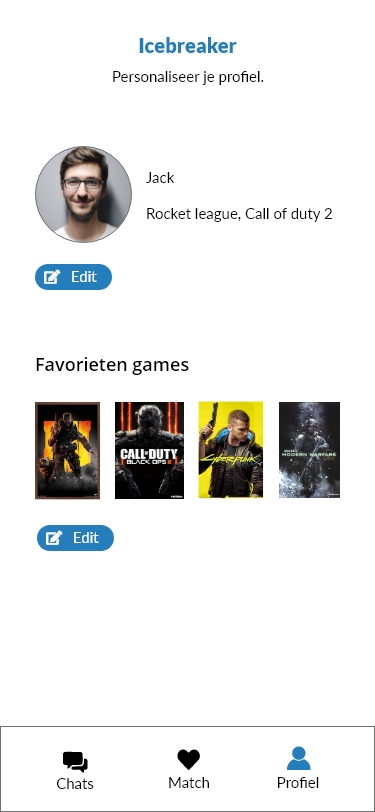 Icebreaker
Personaliseer je profiel.
Jack
Rocket league, Call of duty 2
Edit
Favorieten games
CALL OF DUTY
BLACK OPS
Cyberpunk
MODERN WARFARE
Edit
Chats
Match
Profiel